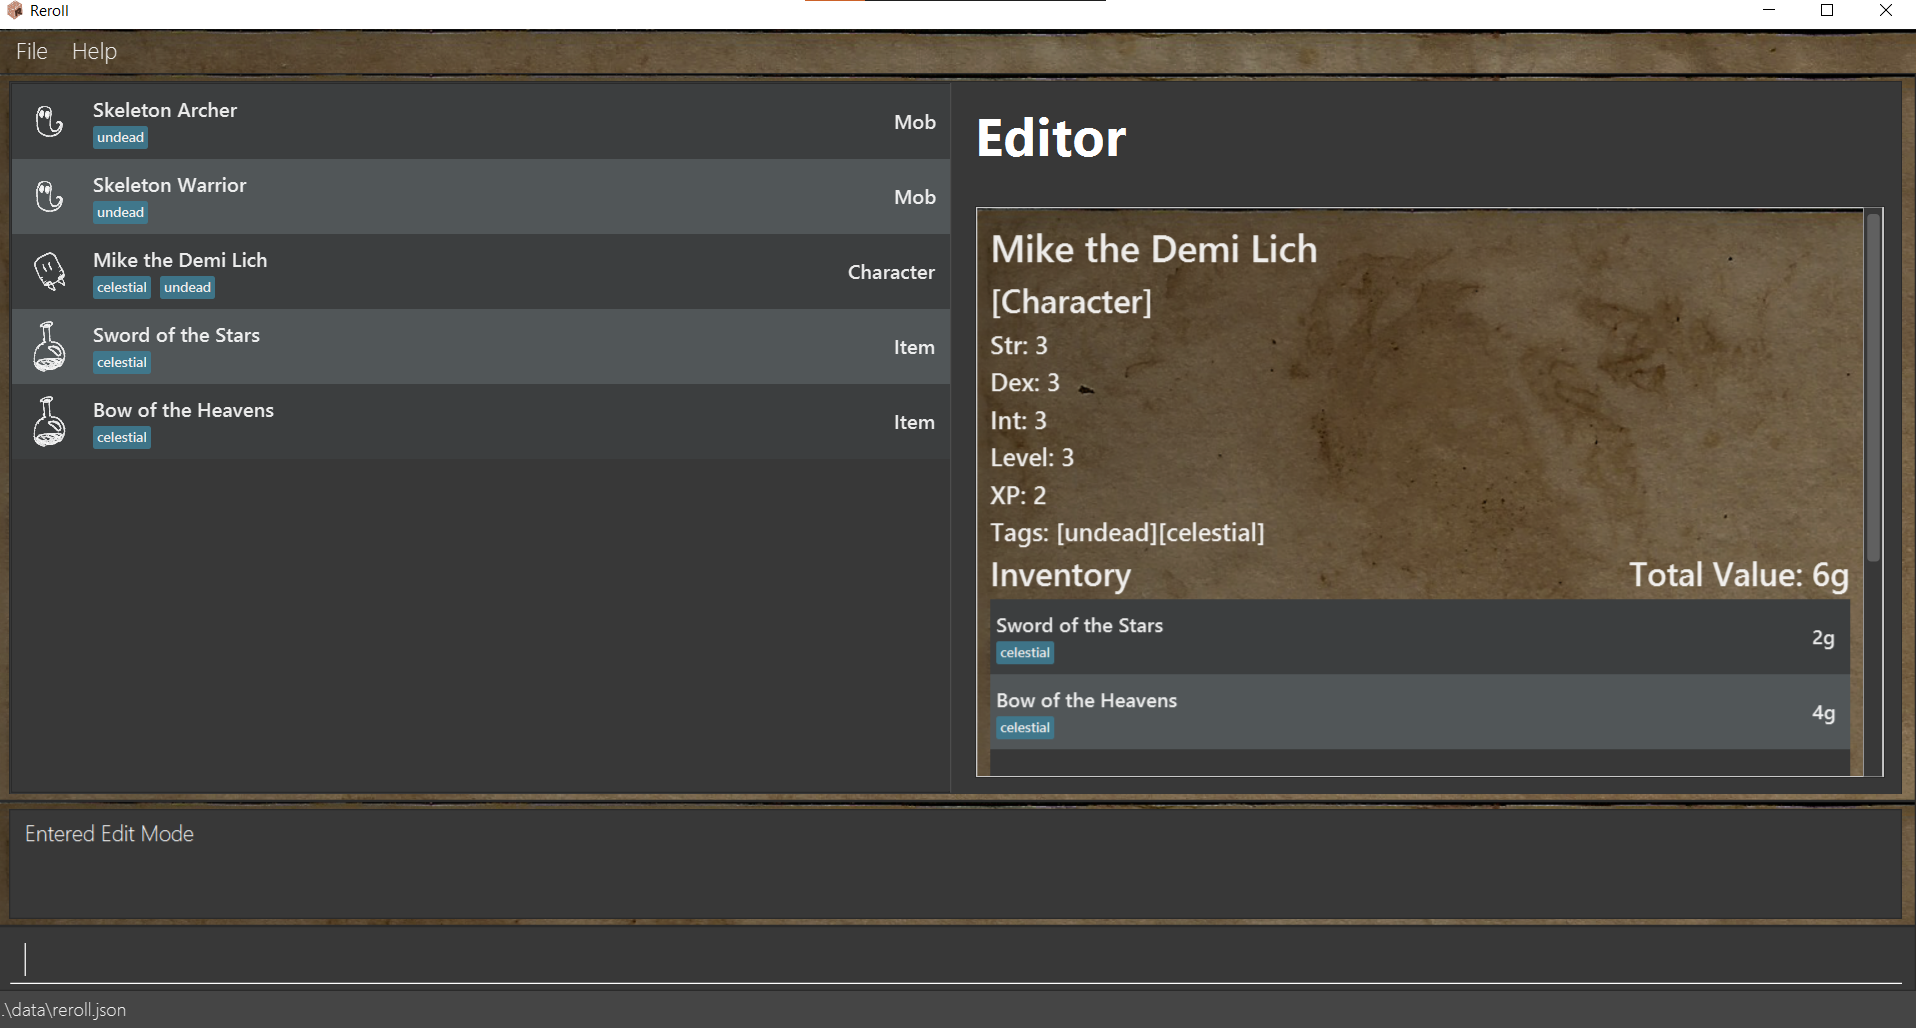 Reroll
File Help
Skeleton Archer
undead
Mob
Skeleton Warrior
undead
Mob
Mike the Demi Lich
celestial undead
Character
Sword of the Stars
celestial
Item
Bow of the Heavens
celestial
Item
Editor
Mike the Demi Lich
[Character]
Str: 3
Dex: 3
Int: 3
Level: 3
XP: 2
Tags: [undead][celestial]
Inventory Total Value: 6g
Sword of the Stars
celestial
2g
Bow of the Heavens
celestial
4g
Entered Edit Mode
.\data\reroll.json